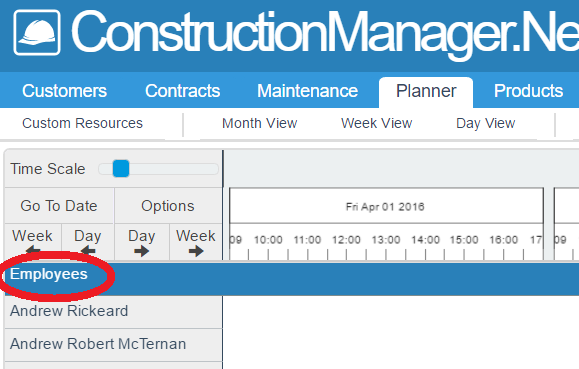 ConstructionManager.Ne
Customers Contracts Maintenance Planner Products
Custom Resources Month View Week View Day View
Time Scale
Go To Date Options
Fri Apr 01 2016
Week Day Day Week
09 10:00 11:00 12:00 13:00 14:00 15:00 16:00 17 09
Employees
Andrew Rickeard
Andrew Robert McTernan